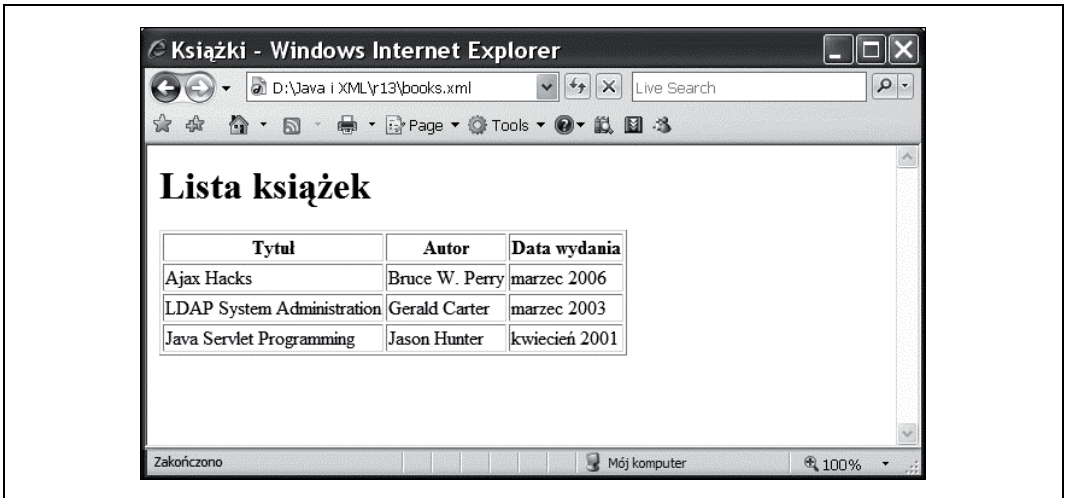 Książki - Windows Internet Explorer
D:\Java i XML\r13\books.xml
Live Search
Page
Tools
Lista książek
Tytuł Autor Data wydania
Ajax Hacks Bruce W. Perry marzec 2006
LDAP System Administration Gerald Carter marzec 2003
Java Servlet Programming Jason Hunter kwiecień 2001
Zakończono Mój komputer 100%